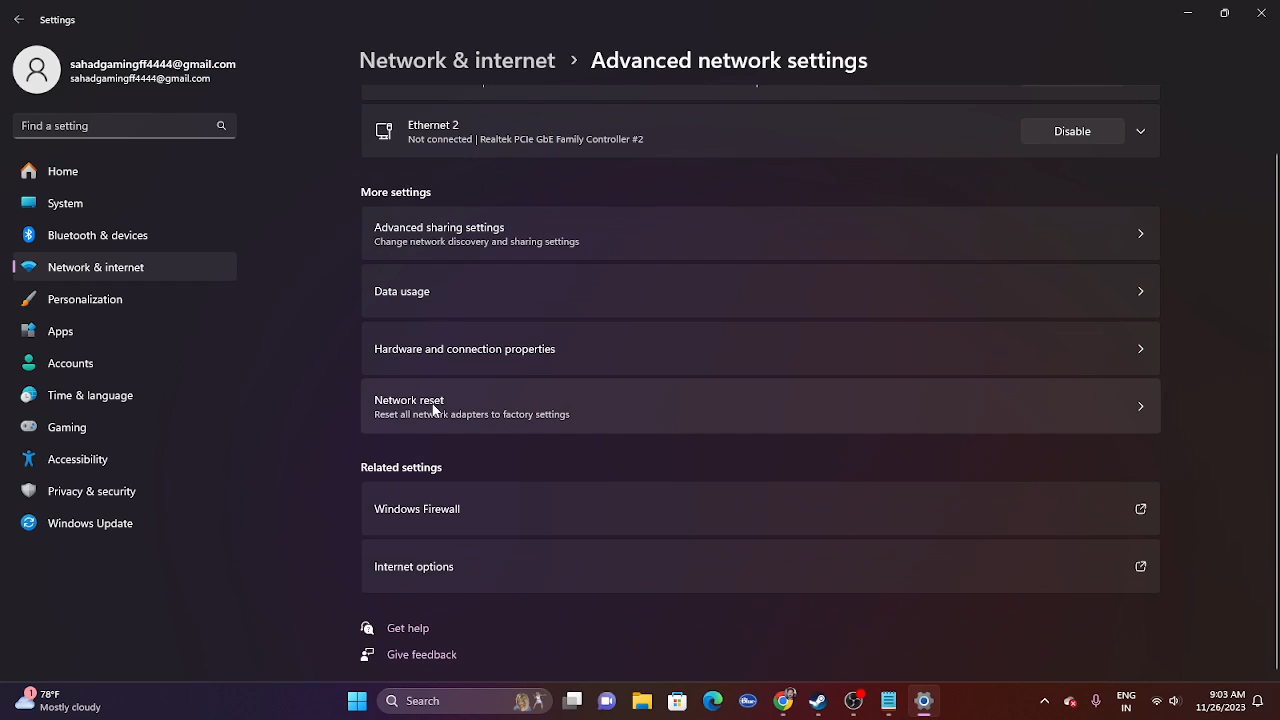 Settings
sahadgamingff4444@gmail.com
sahadgamingff4444@gmail.com
Find a setting
Home
System
Bluetooth & devices
Network & internet
Personalization
Apps
Accounts
Time & language
Gaming
Accessibility
Privacy & security
Windows Update
Network & internet › Advanced network settings
Ethernet 2
Not connected | Realtek PCIe GbE Family Controller #2
Disable
More settings
Advanced sharing settings
Change network discovery and sharing settings
Data usage
Hardware and connection properties
Network reset
Reset all network adapters to factory settings
Related settings
Windows Firewall
Internet options
Get help
Give feedback
1
78°F
Mostly cloudy
Search
Blue
ENG
IN
9:03 AM
11/26/2023